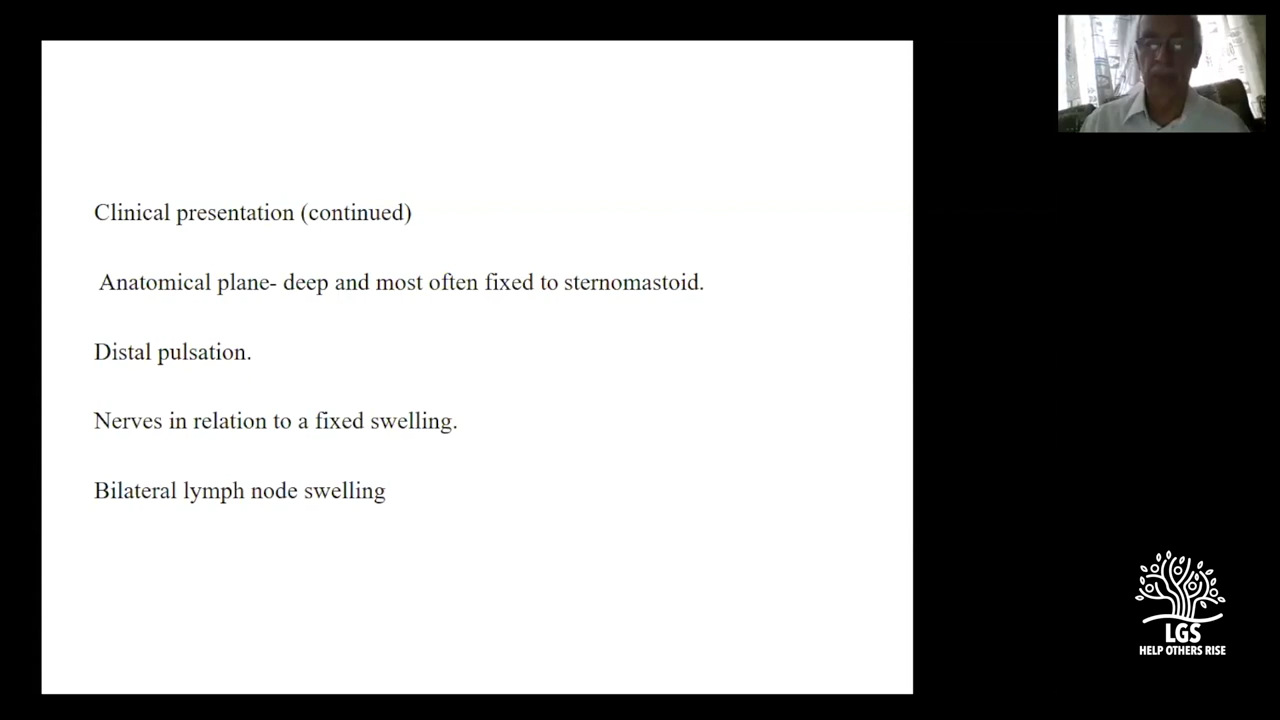 Clinical presentation (continued)
Anatomical plane- deep and most often fixed to sternomastoid.
Distal pulsation.
Nerves in relation to a fixed swelling.
Bilateral lymph node swelling
LGS
HELP OTHERS RISE